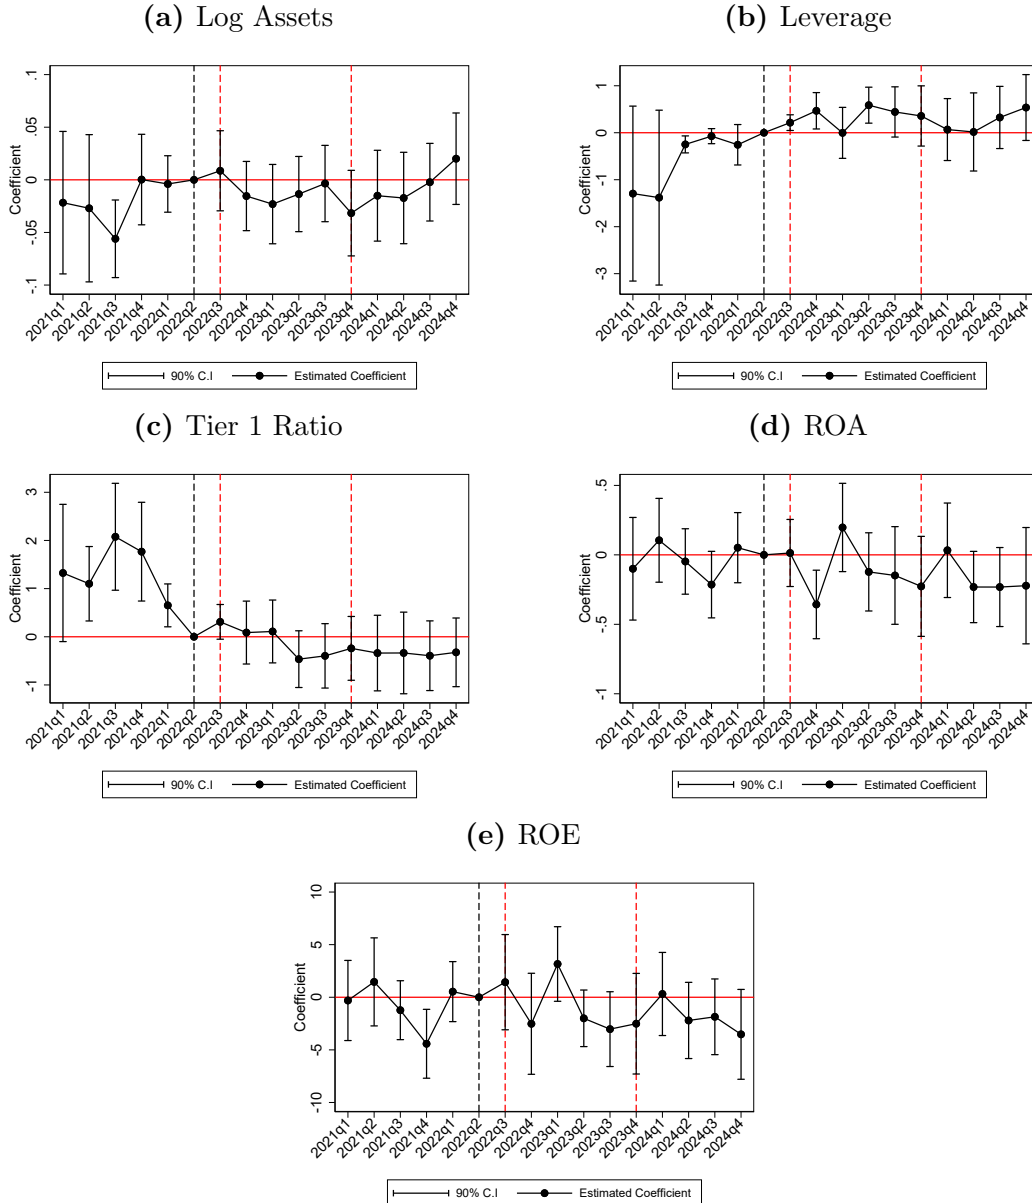 (a) Log Assets
Coefficient
.1
.05
0
-.05
-.1
2021q1 2021q2 2021q3 2021q4 2022q1 2022q2 2022q3 2022q4 2023q1 2023q2 2023q3 2023q4 2024q1 2024q2 2024q3 2024q4
90% C.I Estimated Coefficient
(b) Leverage
Coefficient
1
0
-1
-2
-3
2021q1 2021q2 2021q3 2021q4 2022q1 2022q2 2022q3 2022q4 2023q1 2023q2 2023q3 2023q4 2024q1 2024q2 2024q3 2024q4
90% C.I Estimated Coefficient
(c) Tier 1 Ratio
Coefficient
3
2
1
0
-1
2021q1 2021q2 2021q3 2021q4 2022q1 2022q2 2022q3 2022q4 2023q1 2023q2 2023q3 2023q4 2024q1 2024q2 2024q3 2024q4
90% C.I Estimated Coefficient
(d) ROA
Coefficient
.5
0
-.5
-1
2021q1 2021q2 2021q3 2021q4 2022q1 2022q2 2022q3 2022q4 2023q1 2023q2 2023q3 2023q4 2024q1 2024q2 2024q3 2024q4
90% C.I Estimated Coefficient
(e) ROE
Coefficient
10
5
0
-5
-10
2021q1 2021q2 2021q3 2021q4 2022q1 2022q2 2022q3 2022q4 2023q1 2023q2 2023q3 2023q4 2024q1 2024q2 2024q3 2024q4
90% C.I Estimated Coefficient